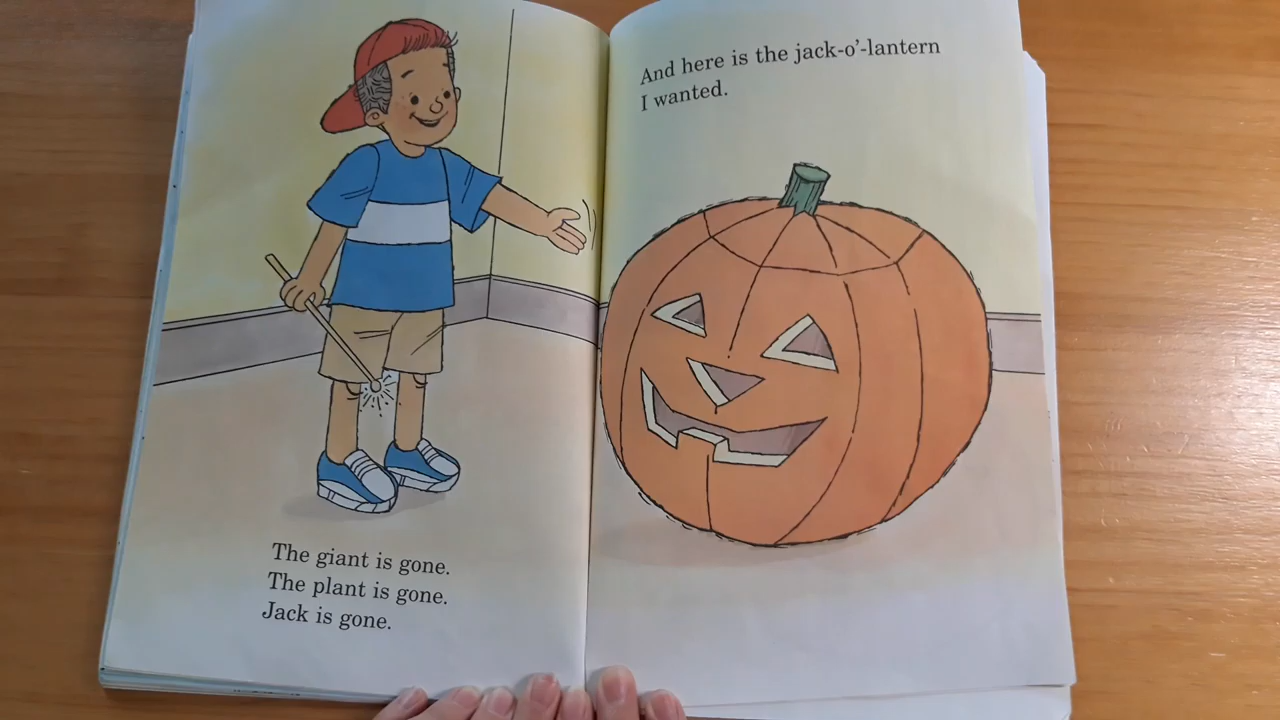 The giant is gone.
The plant is gone.
Jack is gone.
And here is the jack-o'-lantern
I wanted.